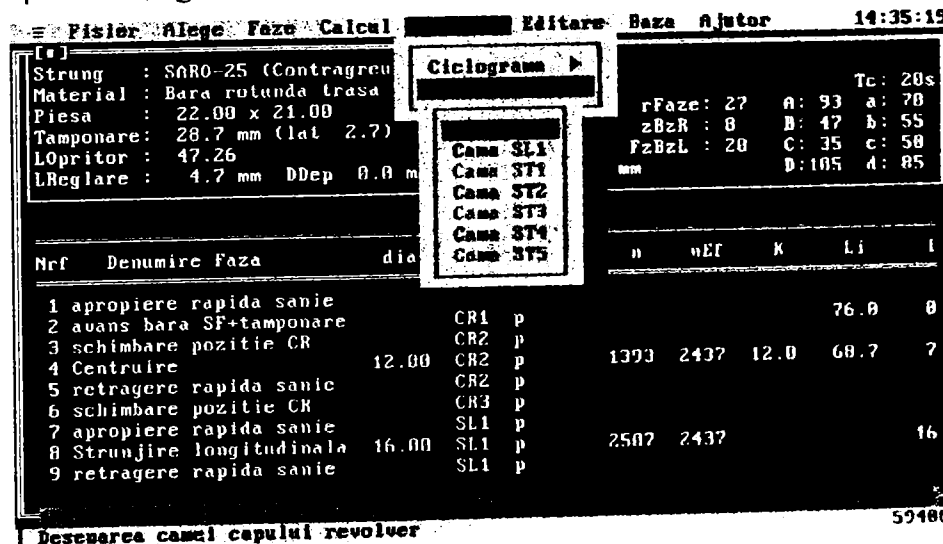 ≡ Fisier Alege Faze Calcul Editare Baza Ajutor 14:35:15
Strung : SARO-25 (Contragreu
Material : Bara rotunda trasa
Piesa : 22.00 x 21.00
Tamponare: 28.7 mm (lat 2.7)
LOpritor : 47.26
LReglare : 4.7 mm DDep 0.0 m
Ciclograma ►
Cama SL1
Cama ST1
Cama ST2
Cama ST3
Cama ST4
Cama ST5
Tc: 20s
rFaze: 27 A: 93 a: 70
zBzR : 8 B: 47 b: 55
FzBzL : 20 C: 35 c: 50
mm D:105 d: 85
Nrf Denumire Faza dia n nEf K Li l
1 apropiere rapida sanie
2 avans bara SF+tamponare CR1 p 76.0 0
3 schimbare pozitie CR CR2 p
4 Centruire 12.00 CR2 p 1393 2437 12.0 68.7 7
5 retragere rapida sanie CR2 p
6 schimbare pozitie CR CR3 p
7 apropiere rapida sanie SL1 p
8 Strunjire longitudinala 16.00 SL1 p 2507 2437 16
9 retragere rapida sanie SL1 p
Desenarea camei capului revolver